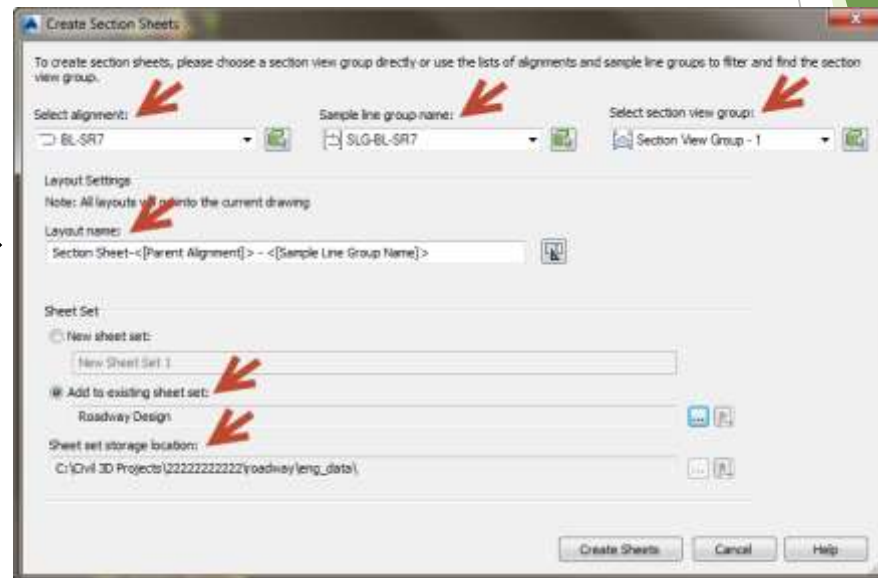 Create Section Sheets
To create section sheets, please choose a section view group directly or use the lists of alignments and sample line groups to filter and find the section
view group.
Select alignment: Sample line group name: Select section view group:
BL-SR7 SLG-BL-SR7 Section View Group - 1
Layout Settings
Note: All layouts into the current drawing
Layout name:
Section Sheet-<[Parent Alignment]> - <[Sample Line Group Name]>
Sheet Set
New sheet set:
New Sheet Set 1
Add to existing sheet set:
Roadway Design
...
Sheet set storage location:
C:\Civil 3D Projects\22222222222\roadway\eng_data\
...
Create Sheets Cancel Help